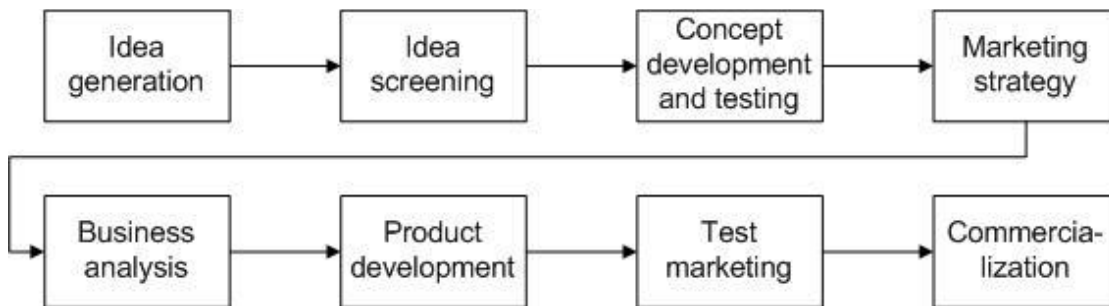 Idea
generation
Idea
screening
Concept
development
and testing
Marketing
strategy
Business
analysis
Product
development
Test
marketing
Commercia-
lization